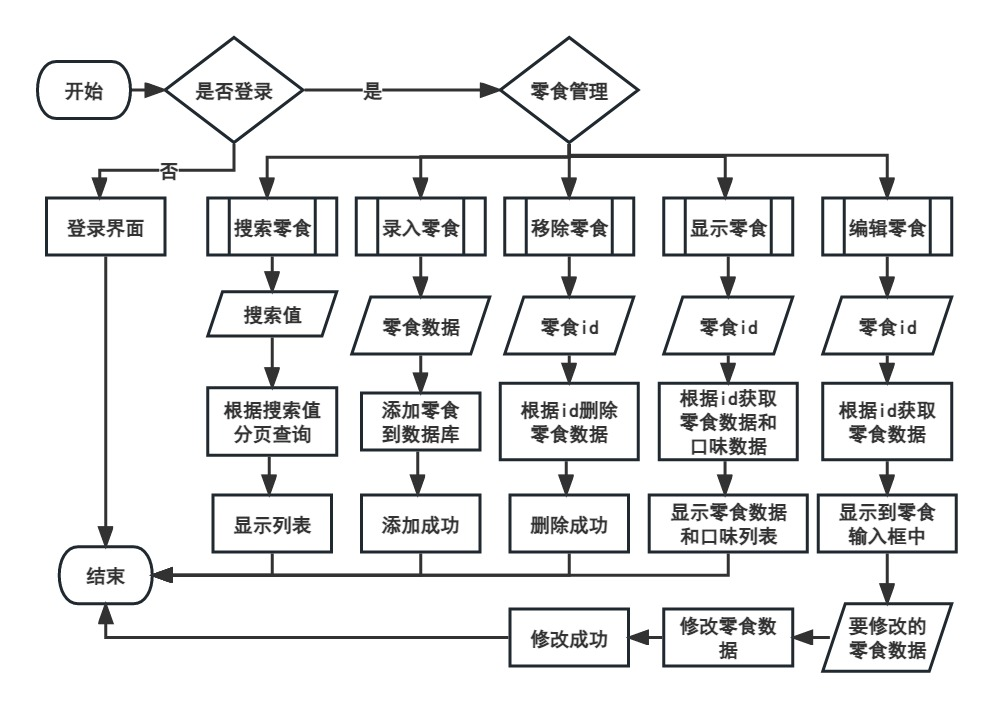 开始
是否登录
是
零食管理
否
登录界面
搜索零食
录入零食
移除零食
显示零食
编辑零食
搜索值
零食数据
零食id
零食id
零食id
根据搜索值
分页查询
添加零食
到数据库
根据id删除
零食数据
根据id获取
零食数据和
口味数据
根据id获取
零食数据
显示列表
添加成功
删除成功
显示零食数据
和口味列表
显示到零食
输入框中
结束
修改成功
修改零食数
据
要修改的
零食数据